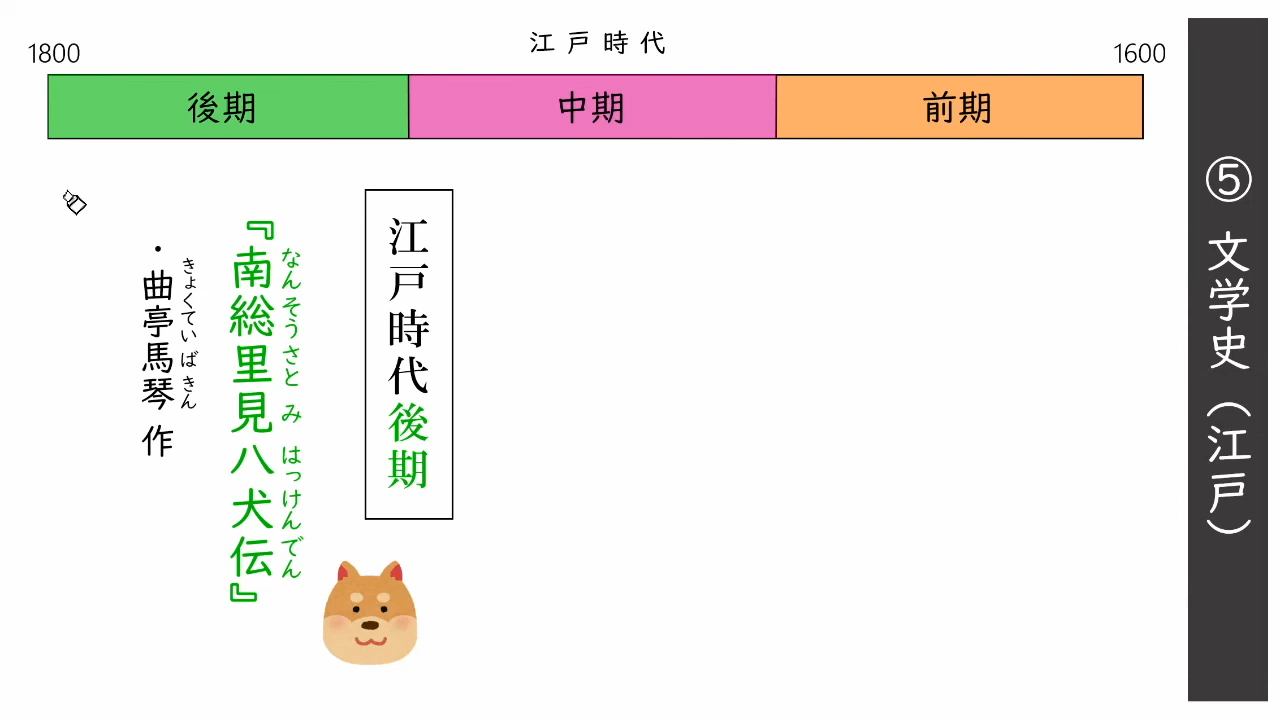 ⑤ 文学史（江戸）
江戸時代
1800
1600
後期
中期
前期
江戸時代後期
なんそうさとみはっけんでん
『南総里見八犬伝』
きょくていばきん
・曲亭馬琴 作